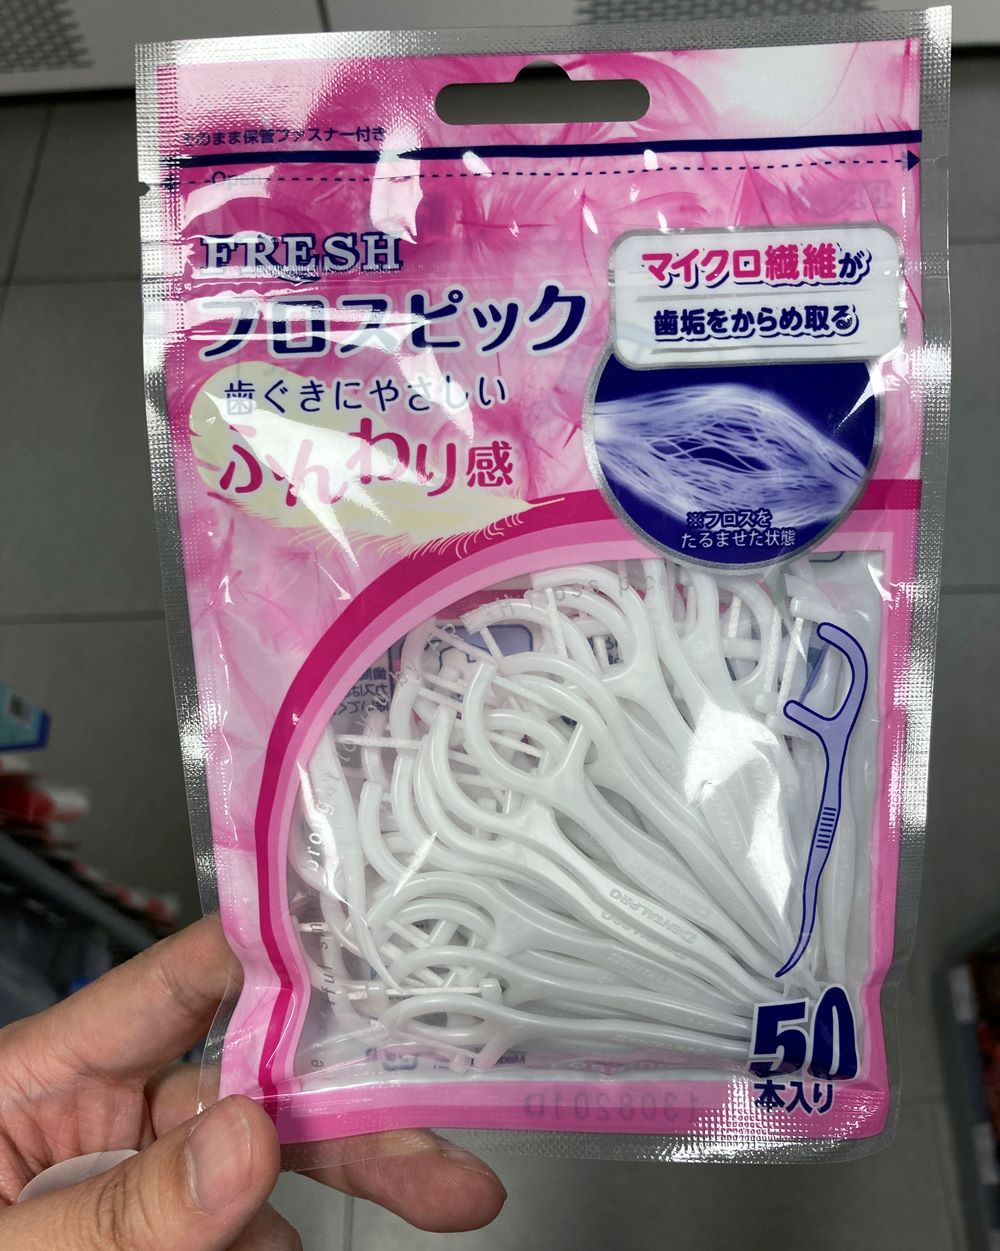 そのまま保管ファスナー付き
Open
FRESH
フロスピック
歯ぐきにやさしい
ふんわり感
マイクロ繊維が
歯垢をからめ取る
※フロスを
たるませた状態
DENTALPRO
50
本入り
1308201D